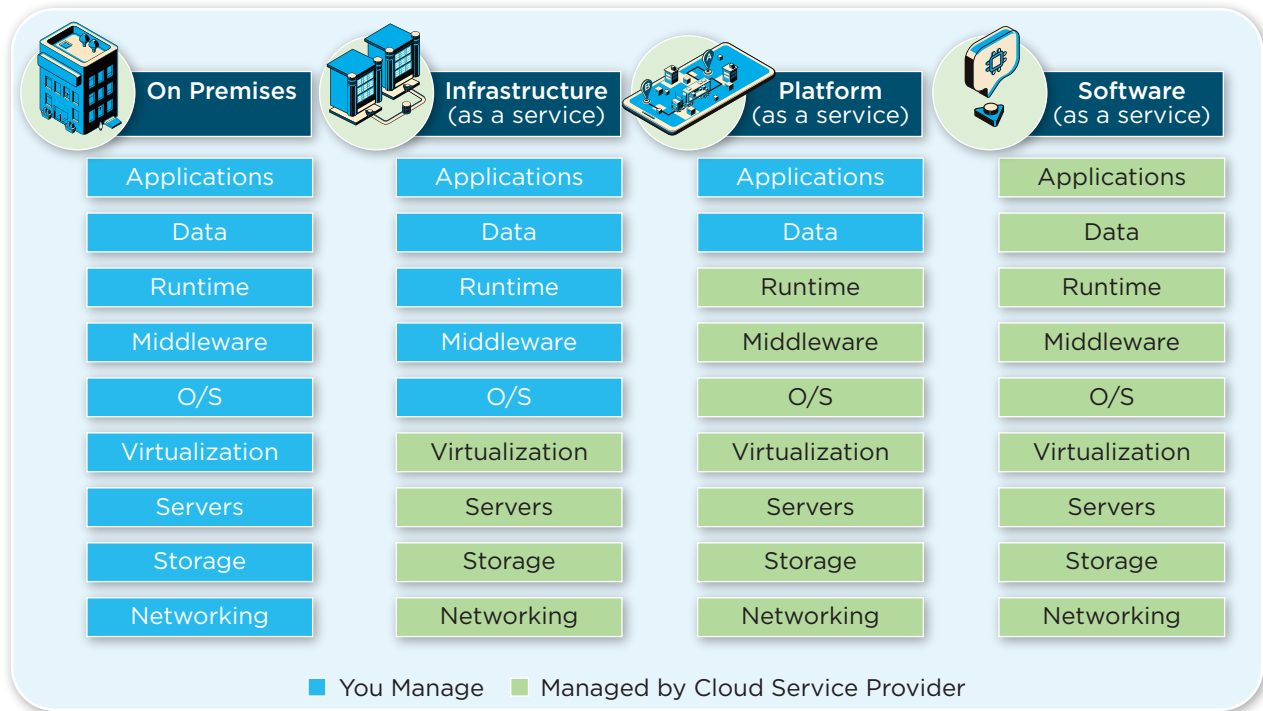 On Premises
Infrastructure
(as a service)
Platform
(as a service)
Software
(as a service)
Applications
Data
Runtime
Middleware
O/S
Virtualization
Servers
Storage
Networking
Applications
Data
Runtime
Middleware
O/S
Virtualization
Servers
Storage
Networking
Applications
Data
Runtime
Middleware
O/S
Virtualization
Servers
Storage
Networking
Applications
Data
Runtime
Middleware
O/S
Virtualization
Servers
Storage
Networking
You Manage
Managed by Cloud Service Provider